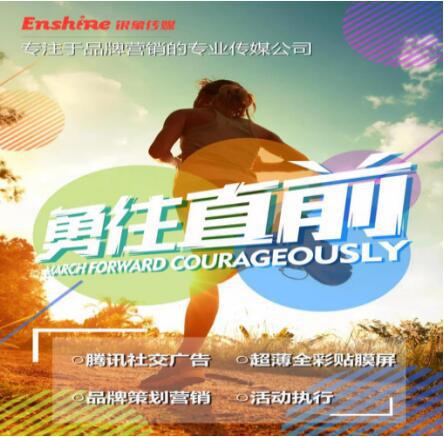 Enshine 银象传媒
专注于品牌营销的专业传媒公司
勇往直前
MARCH FORWARD COURAGEOUSLY
○腾讯社交广告 ○超薄全彩贴膜屏
○品牌策划营销 ○活动执行